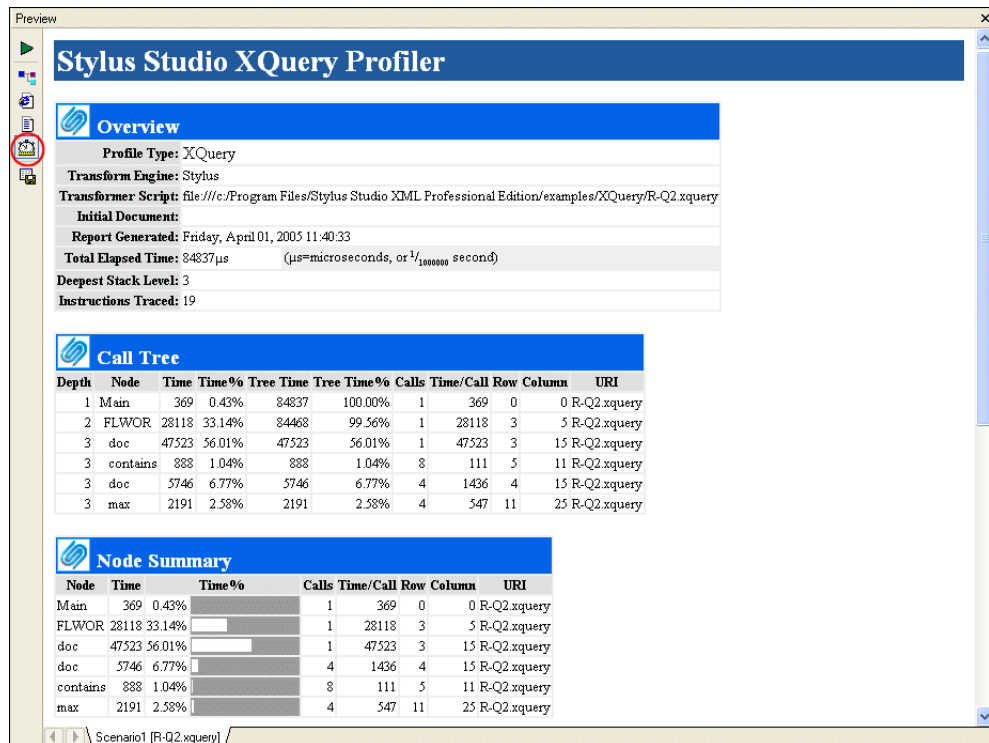 Preview
Stylus Studio XQuery Profiler
Overview
Profile Type: XQuery
Transform Engine: Stylus
Transformer Script: file:///c:/Program Files/Stylus Studio XML Professional Edition/examples/XQuery/R-Q2.xquery
Initial Document:
Report Generated: Friday, April 01, 2005 11:40:33
Total Elapsed Time: 84837µs (µs=microseconds, or 1/1000000 second)
Deepest Stack Level: 3
Instructions Traced: 19
Call Tree
Depth Node Time Time% Tree Time Tree Time% Calls Time/Call Row Column URI
1 Main 369 0.43% 84837 100.00% 1 369 0 0 R-Q2.xquery
2 FLWOR 28118 33.14% 84468 99.56% 1 28118 3 5 R-Q2.xquery
3 doc 47523 56.01% 47523 56.01% 1 47523 3 15 R-Q2.xquery
3 contains 888 1.04% 888 1.04% 8 111 5 11 R-Q2.xquery
3 doc 5746 6.77% 5746 6.77% 4 1436 4 15 R-Q2.xquery
3 max 2191 2.58% 2191 2.58% 4 547 11 25 R-Q2.xquery
Node Summary
Node Time Time% Calls Time/Call Row Column URI
Main 369 0.43% 1 369 0 0 R-Q2.xquery
FLWOR 28118 33.14% 1 28118 3 5 R-Q2.xquery
doc 47523 56.01% 1 47523 3 15 R-Q2.xquery
doc 5746 6.77% 4 1436 4 15 R-Q2.xquery
contains 888 1.04% 8 111 5 11 R-Q2.xquery
max 2191 2.58% 4 547 11 25 R-Q2.xquery
Scenario1 [R-Q2.xquery]